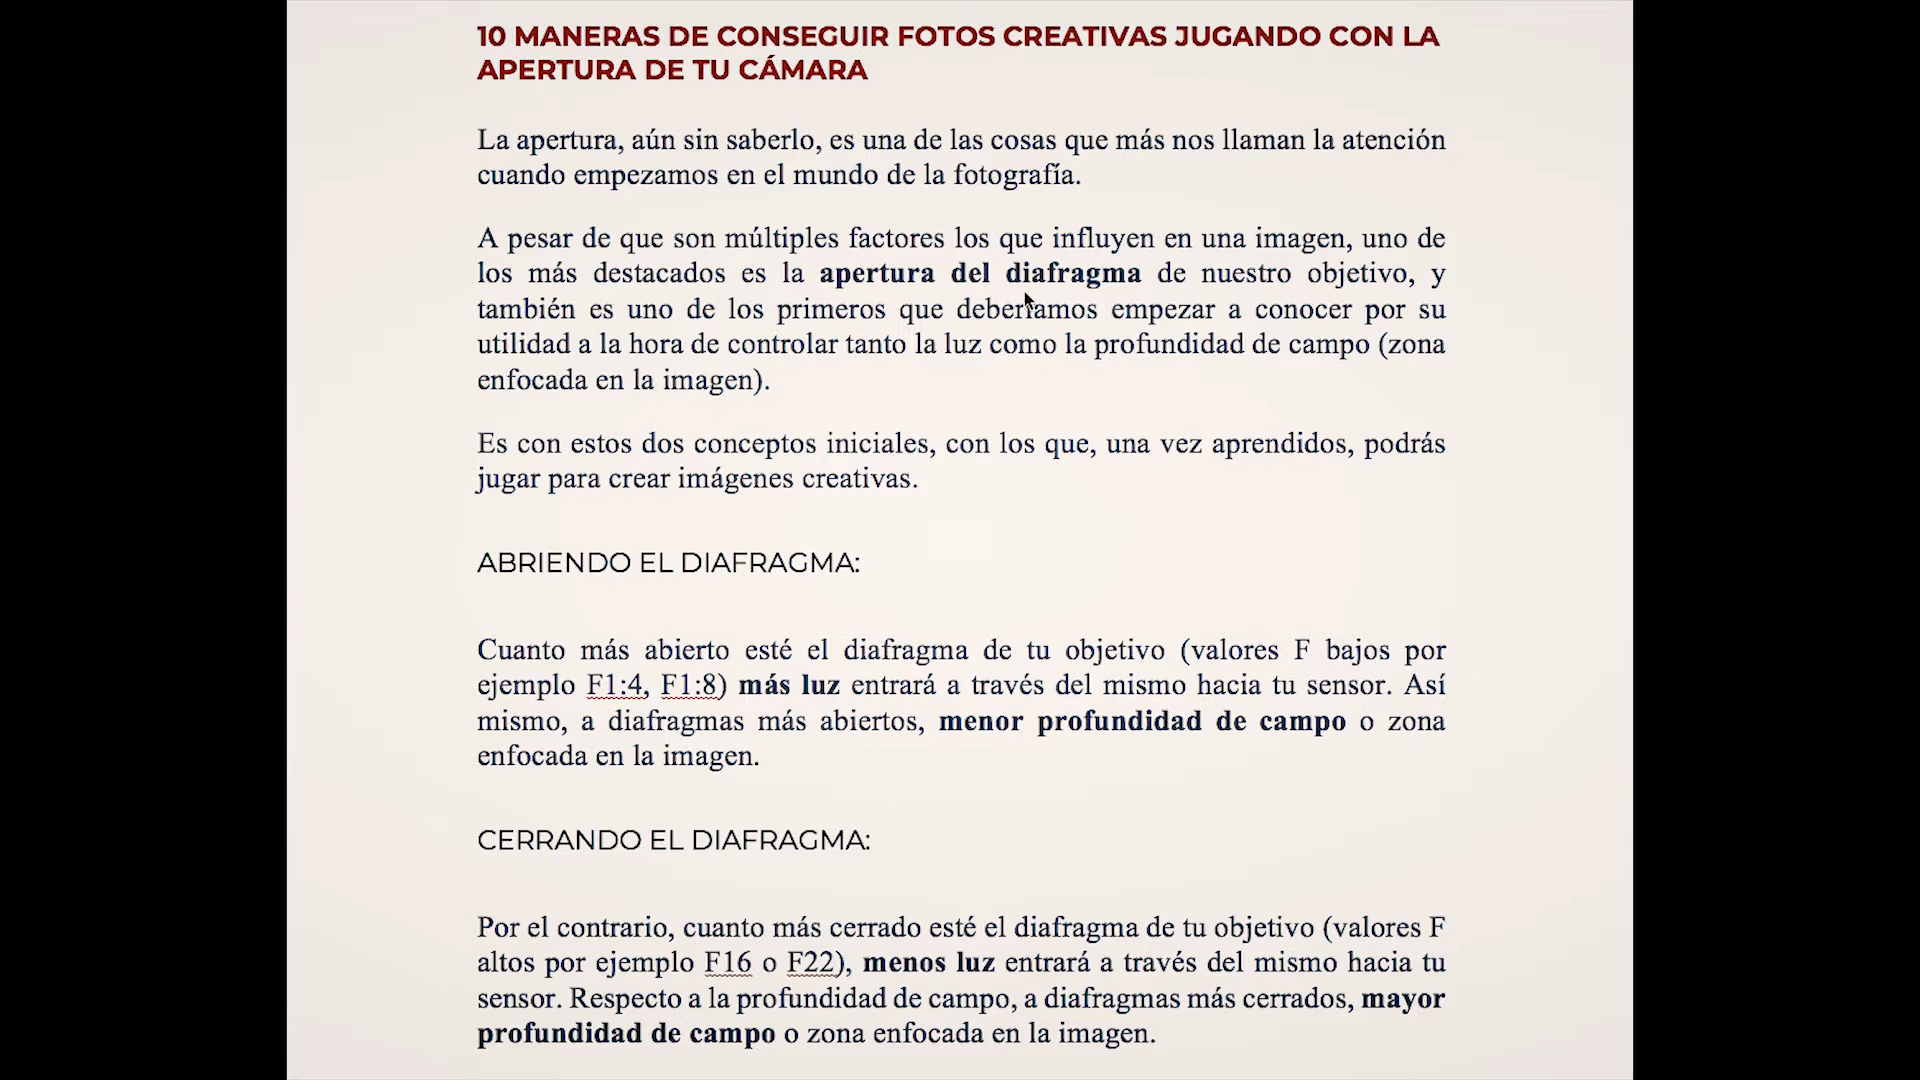 10 MANERAS DE CONSEGUIR FOTOS CREATIVAS JUGANDO CON LA
APERTURA DE TU CÁMARA
La apertura, aún sin saberlo, es una de las cosas que más nos llaman la atención
cuando empezamos en el mundo de la fotografía.
A pesar de que son múltiples factores los que influyen en una imagen, uno de
los más destacados es la apertura del diafragma de nuestro objetivo, y
también es uno de los primeros que deberíamos empezar a conocer por su
utilidad a la hora de controlar tanto la luz como la profundidad de campo (zona
enfocada en la imagen).
Es con estos dos conceptos iniciales, con los que, una vez aprendidos, podrás
jugar para crear imágenes creativas.
ABRIENDO EL DIAFRAGMA:
Cuanto más abierto esté el diafragma de tu objetivo (valores F bajos por
ejemplo F1:4, F1:8) más luz entrará a través del mismo hacia tu sensor. Así
mismo, a diafragmas más abiertos, menor profundidad de campo o zona
enfocada en la imagen.
CERRANDO EL DIAFRAGMA:
Por el contrario, cuanto más cerrado esté el diafragma de tu objetivo (valores F
altos por ejemplo F16 o F22), menos luz entrará a través del mismo hacia tu
sensor. Respecto a la profundidad de campo, a diafragmas más cerrados, mayor
profundidad de campo o zona enfocada en la imagen.